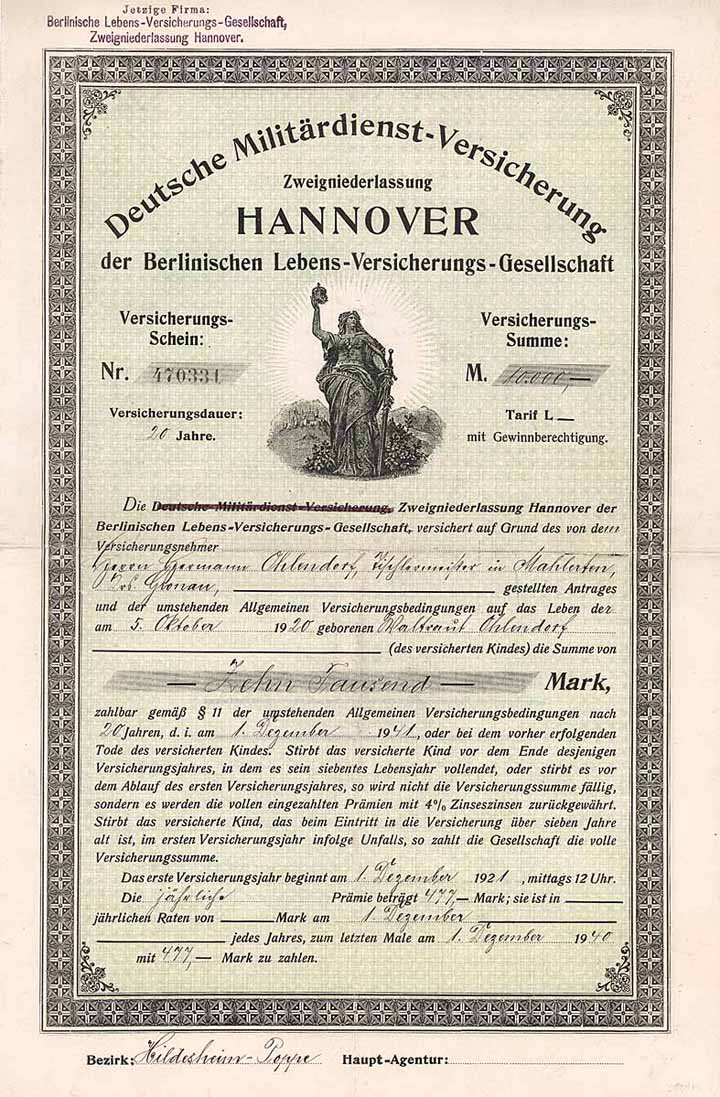 Jetzige Firma:
Berlinische Lebens-Versicherungs-Gesellschaft,
Zweigniederlassung Hannover.
Deutsche Militärdienst-Versicherung
Zweigniederlassung
HANNOVER
der Berlinischen Lebens-Versicherungs-Gesellschaft
Versicherungs-
Schein:
Nr. 470331
Versicherungsdauer:
20 Jahre.
Versicherungs-
Summe:
M. 10.000,—
Tarif L —
mit Gewinnberechtigung.
Die Deutsche Militärdienst-Versicherung, Zweigniederlassung Hannover der
Berlinischen Lebens-Versicherungs-Gesellschaft, versichert auf Grund des von dem
Versicherungsnehmer
Herrn Hermann Ohlendorf, Tischlermeister in Mahlerten,
gestellten Antrages
und der umstehenden Allgemeinen Versicherungsbedingungen auf das Leben der
am 5. Oktober 1920 geborenen Waltraut Ohlendorf
(des versicherten Kindes) die Summe von
— Zehn Tausend — Mark,
zahlbar gemäß § 11 der umstehenden Allgemeinen Versicherungsbedingungen nach
20 Jahren, d. i. am 1. Dezember 1941, oder bei dem vorher erfolgenden
Tode des versicherten Kindes. Stirbt das versicherte Kind vor dem Ende desjenigen
Versicherungsjahres, in dem es sein siebentes Lebensjahr vollendet, oder stirbt es vor
dem Ablauf des ersten Versicherungsjahres, so wird nicht die Versicherungssumme fällig,
sondern es werden die vollen eingezahlten Prämien mit 4% Zinseszinsen zurückgewährt.
Stirbt das versicherte Kind, das beim Eintritt in die Versicherung über sieben Jahre
alt ist, im ersten Versicherungsjahr infolge Unfalls, so zahlt die Gesellschaft die volle
Versicherungssumme.
Das erste Versicherungsjahr beginnt am 1. Dezember 1921, mittags 12 Uhr.
Die jährliche Prämie beträgt 477,— Mark; sie ist in
jährlichen Raten von Mark am 1. Dezember
jedes Jahres, zum letzten Male am 1. Dezember 1940
mit 477,— Mark zu zahlen.
Bezirk: Hildesheim-Poppe Haupt-Agentur: